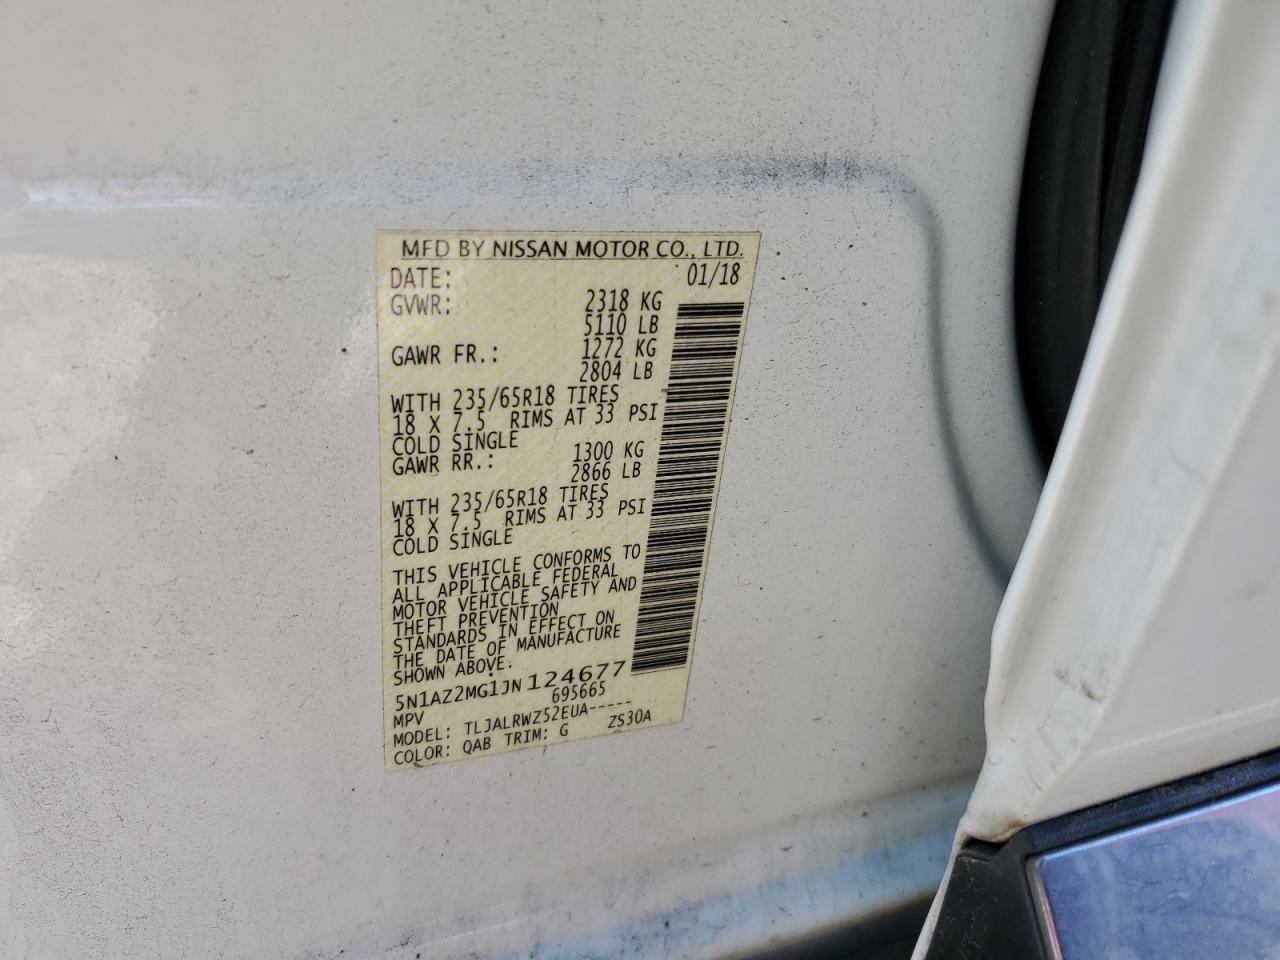 MFD BY NISSAN MOTOR CO., LTD.
DATE: 01/18
GVWR: 2318 KG
5110 LB
GAWR FR.: 1272 KG
2804 LB
WITH 235/65R18 TIRES
18 X 7.5 RIMS AT 33 PSI
COLD SINGLE
GAWR RR.: 1300 KG
2866 LB
WITH 235/65R18 TIRES
18 X 7.5 RIMS AT 33 PSI
COLD SINGLE
THIS VEHICLE CONFORMS TO
ALL APPLICABLE FEDERAL
MOTOR VEHICLE SAFETY AND
THEFT PREVENTION
STANDARDS IN EFFECT ON
THE DATE OF MANUFACTURE
SHOWN ABOVE.
5N1AZ2MG1JN124677
MPV 695665
MODEL: TLJALRWZ52EUA-----
COLOR: QAB TRIM: G ZS30A